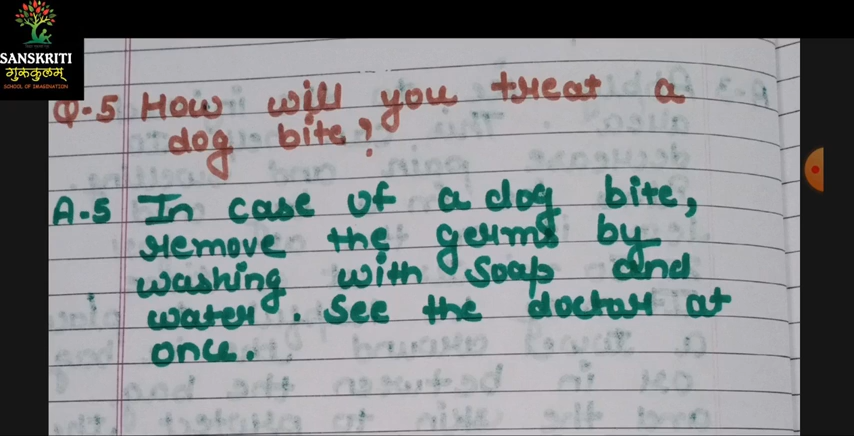 SANSKRITI
गुरुकुलम्
SCHOOL OF IMAGINATION
Q.5 How will you treat a
dog bite?
A.5 In case of a dog bite,
remove the germs by
washing with soap and
water. See the doctor at
once.